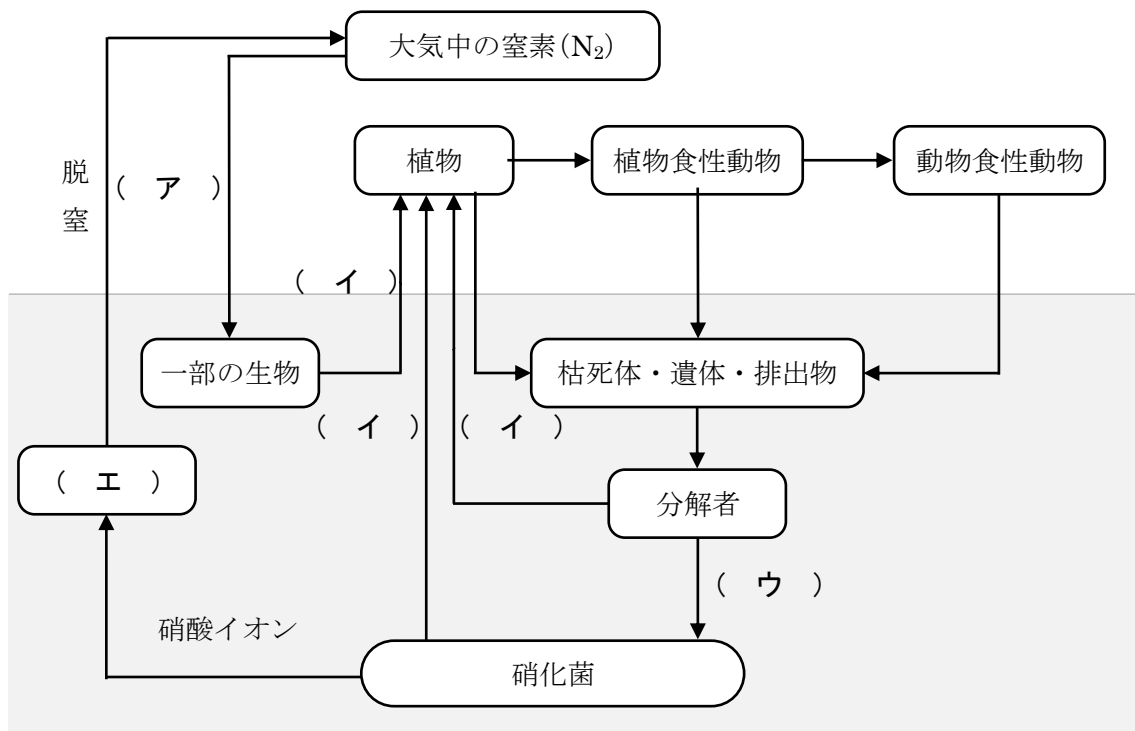 大気中の窒素(N₂)
植物
植物食性動物
動物食性動物
脱窒
( ア )
( イ )
一部の生物
枯死体・遺体・排出物
( イ )
( イ )
( エ )
分解者
( ウ )
硝酸イオン
硝化菌